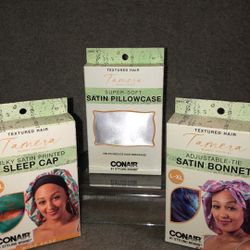 TEXTURED HAIR
Tamera
SUPER-SOFT
SATIN PILLOWCASE
CONAIR
TEXTURED HAIR
Tamera
SILKY SATIN PRINTED
SLEEP CAP
CONAIR
TEXTURED HAIR
Tamera
ADJUSTABLE-TIE
SATIN BONNET
L-XL
CONAIR